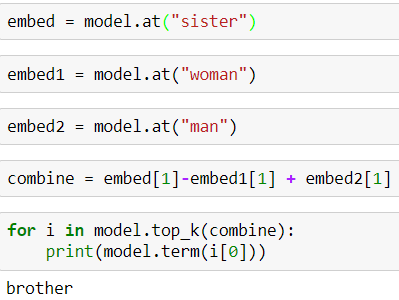 embed = model.at("sister")
embed1 = model.at("woman")
embed2 = model.at("man")
combine = embed[1]-embed1[1] + embed2[1]
for i in model.top_k(combine):
    print(model.term(i[0]))
brother